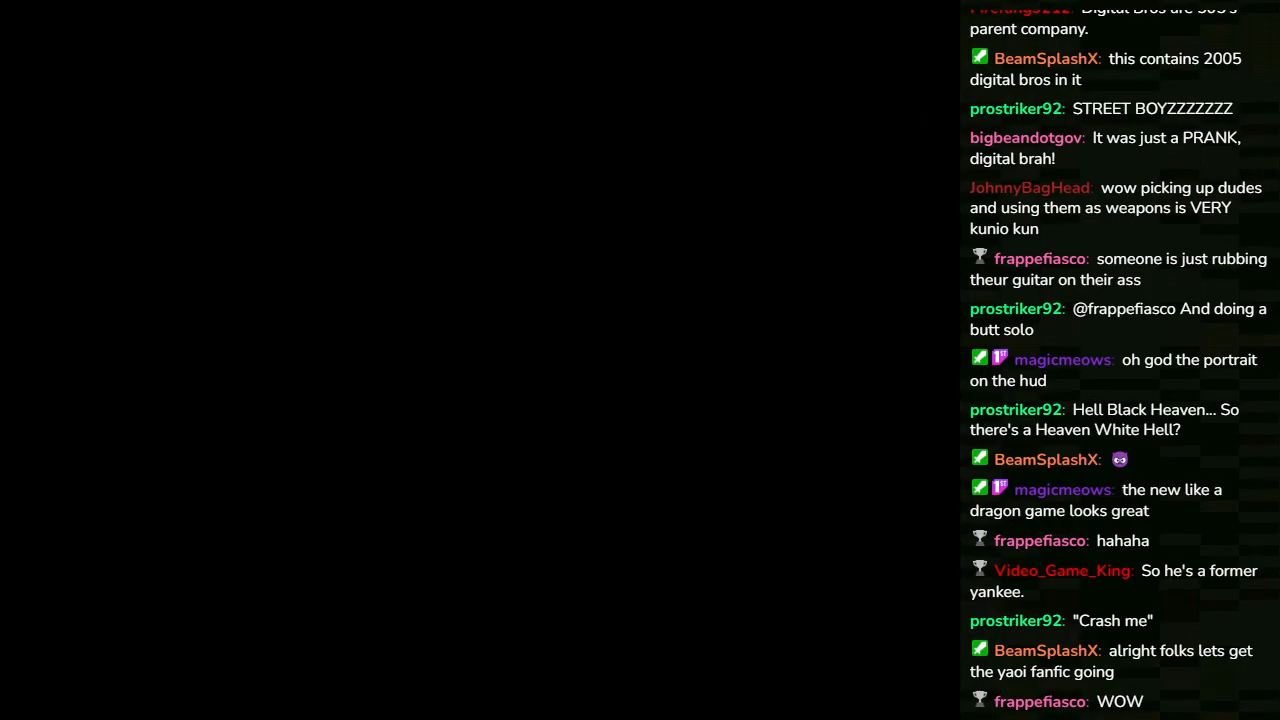 Digital Bros are 505's
parent company.
BeamSplashX: this contains 2005
digital bros in it
prostriker92: STREET BOYZZZZZZZ
bigbeandotgov: It was just a PRANK,
digital brah!
JohnnyBagHead: wow picking up dudes
and using them as weapons is VERY
kunio kun
frappefiasco: someone is just rubbing
theur guitar on their ass
prostriker92: @frappefiasco And doing a
butt solo
magicmeows: oh god the portrait
on the hud
prostriker92: Hell Black Heaven... So
there's a Heaven White Hell?
BeamSplashX: 😈
magicmeows: the new like a
dragon game looks great
frappefiasco: hahaha
Video_Game_King: So he's a former
yankee.
prostriker92: "Crash me"
BeamSplashX: alright folks lets get
the yaoi fanfic going
frappefiasco: WOW